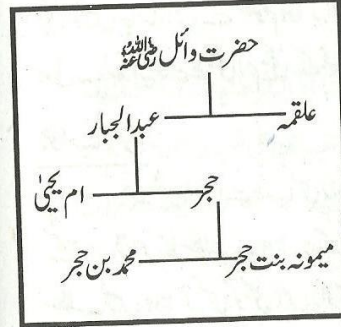 حضرت وائل رضی اللہ عنہ
علقمہ عبدالجبار
حجر ام یحییٰ
میمونہ بنت حجر محمد بن حجر